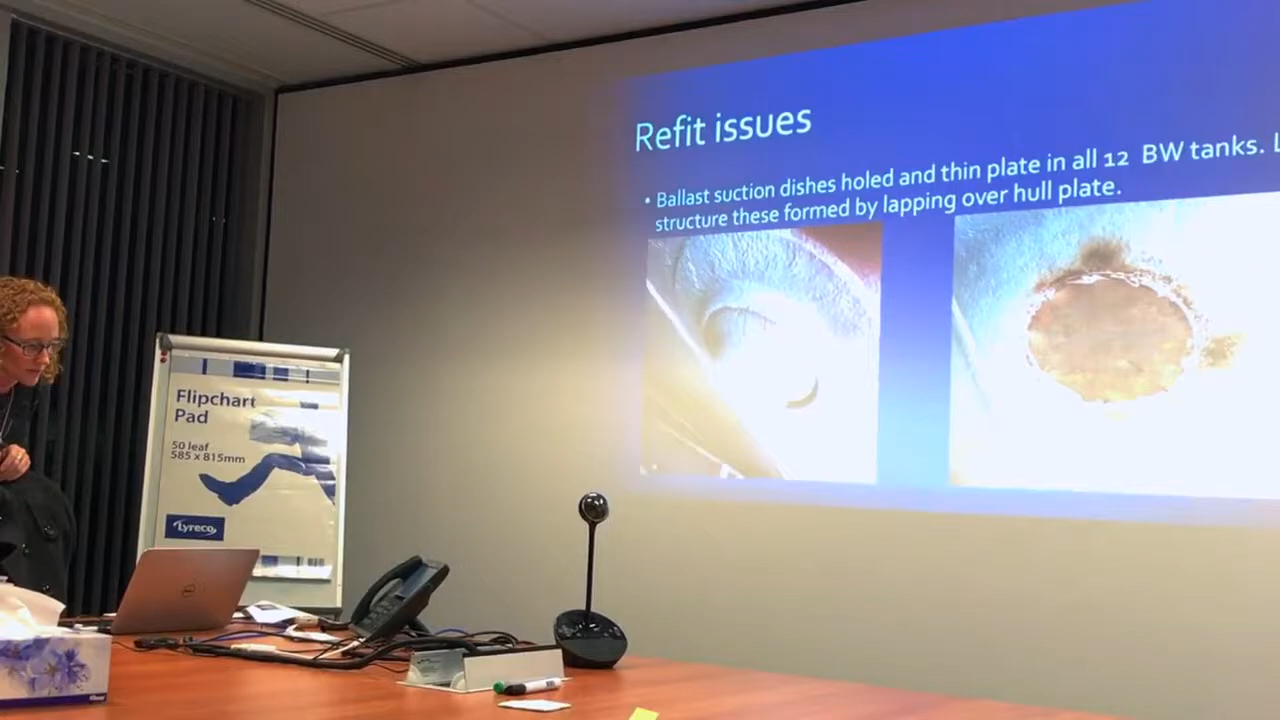 Refit issues
• Ballast suction dishes holed and thin plate in all 12 BW tanks.
structure these formed by lapping over hull plate.
Flipchart
Pad
50 leaf
585 x 815mm
Lyreco
DELL